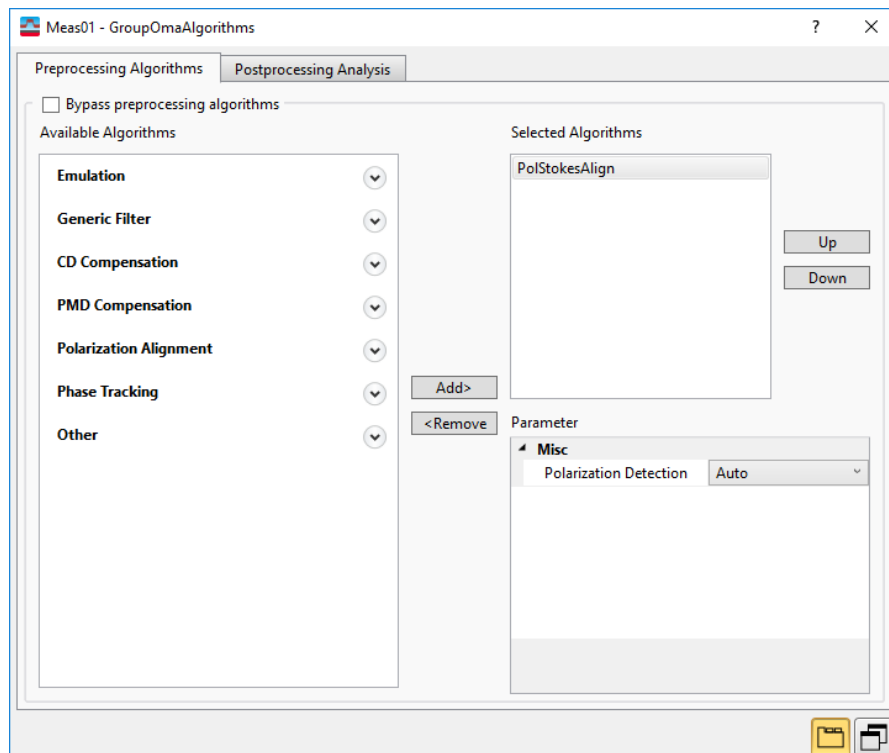 Meas01 - GroupOmaAlgorithms
?
Preprocessing Algorithms
Postprocessing Analysis
Bypass preprocessing algorithms
Available Algorithms
Emulation
Generic Filter
CD Compensation
PMD Compensation
Polarization Alignment
Phase Tracking
Other
Add>
<Remove
Selected Algorithms
PolStokesAlign
Up
Down
Parameter
Misc
Polarization Detection Auto